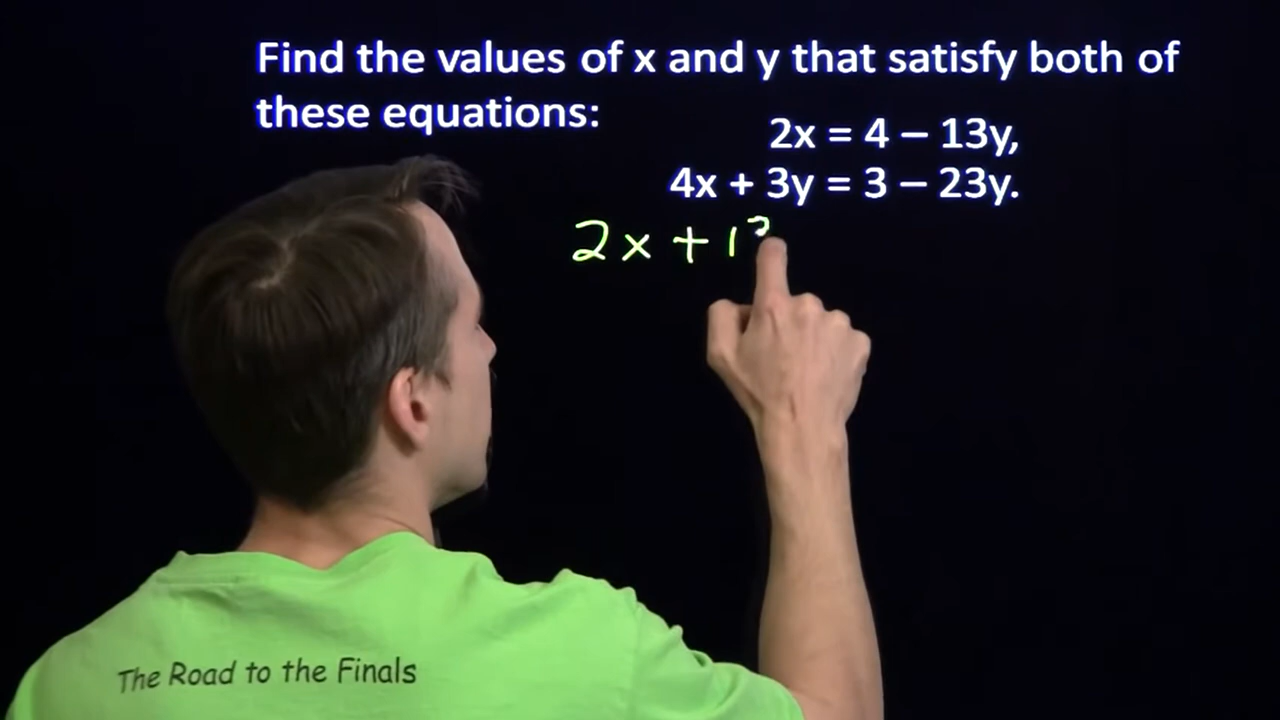 Find the values of x and y that satisfy both of
these equations:
2x = 4 – 13y,
4x + 3y = 3 – 23y.
2x + 1
The Road to the Finals